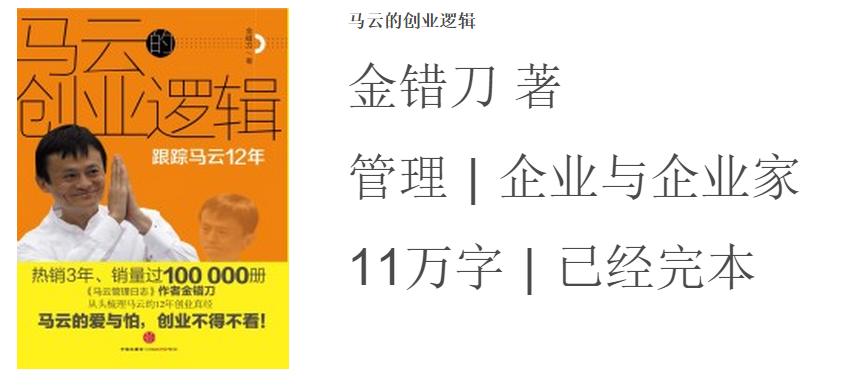 马云的
创业逻辑
金错刀 | 著
跟踪马云12年
热销3年、销量过100 000册
《马云管理日志》作者金错刀
从头梳理马云的12年创业真经
马云的爱与怕，创业不得不看!
马云的创业逻辑
金错刀 著
管理 | 企业与企业家
11万字 | 已经完本